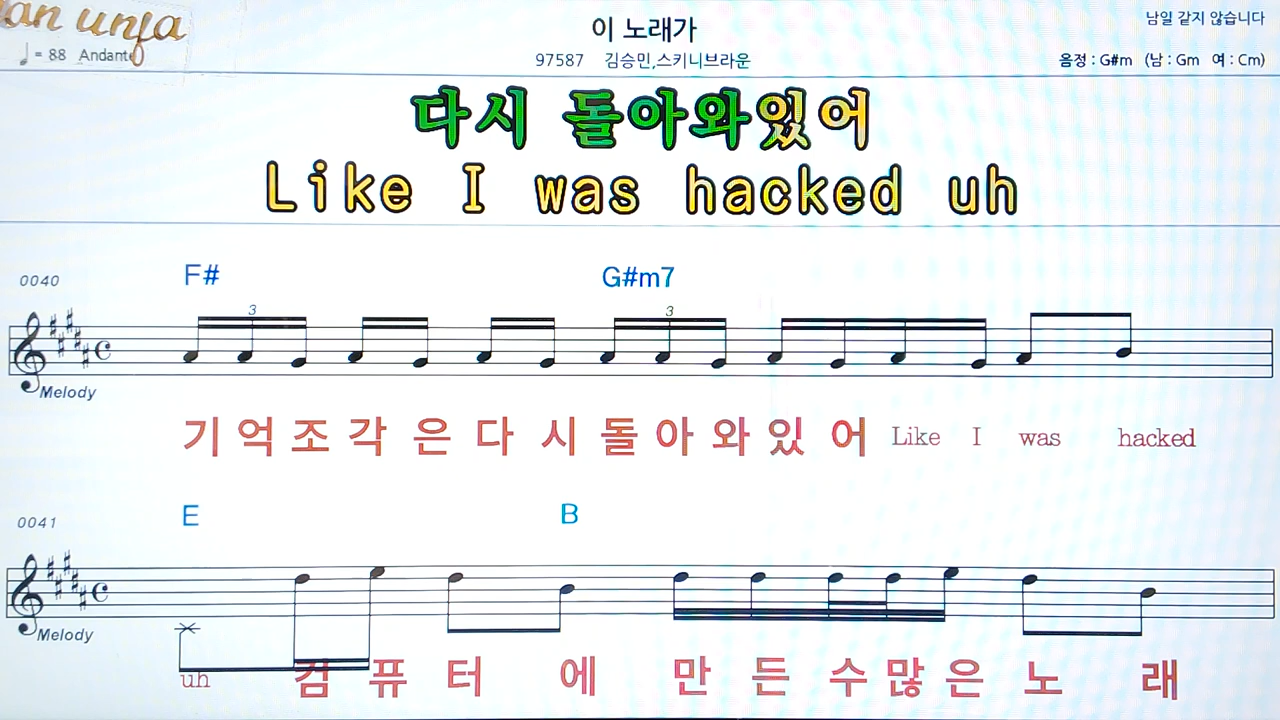 an unfa
이 노래가
남일 같지 않습니다
♩ = 88 Andante
97587 김승민,스키니브라운
음정 : G#m (남 : Gm 여 : Cm)
다시 돌아와있어
Like I was hacked uh
0040
F# G#m7
3 3
Melody
기억조각은다시돌아와있어 Like I was hacked
0041
E B
Melody
uh 컴퓨터에 만든수많은노래